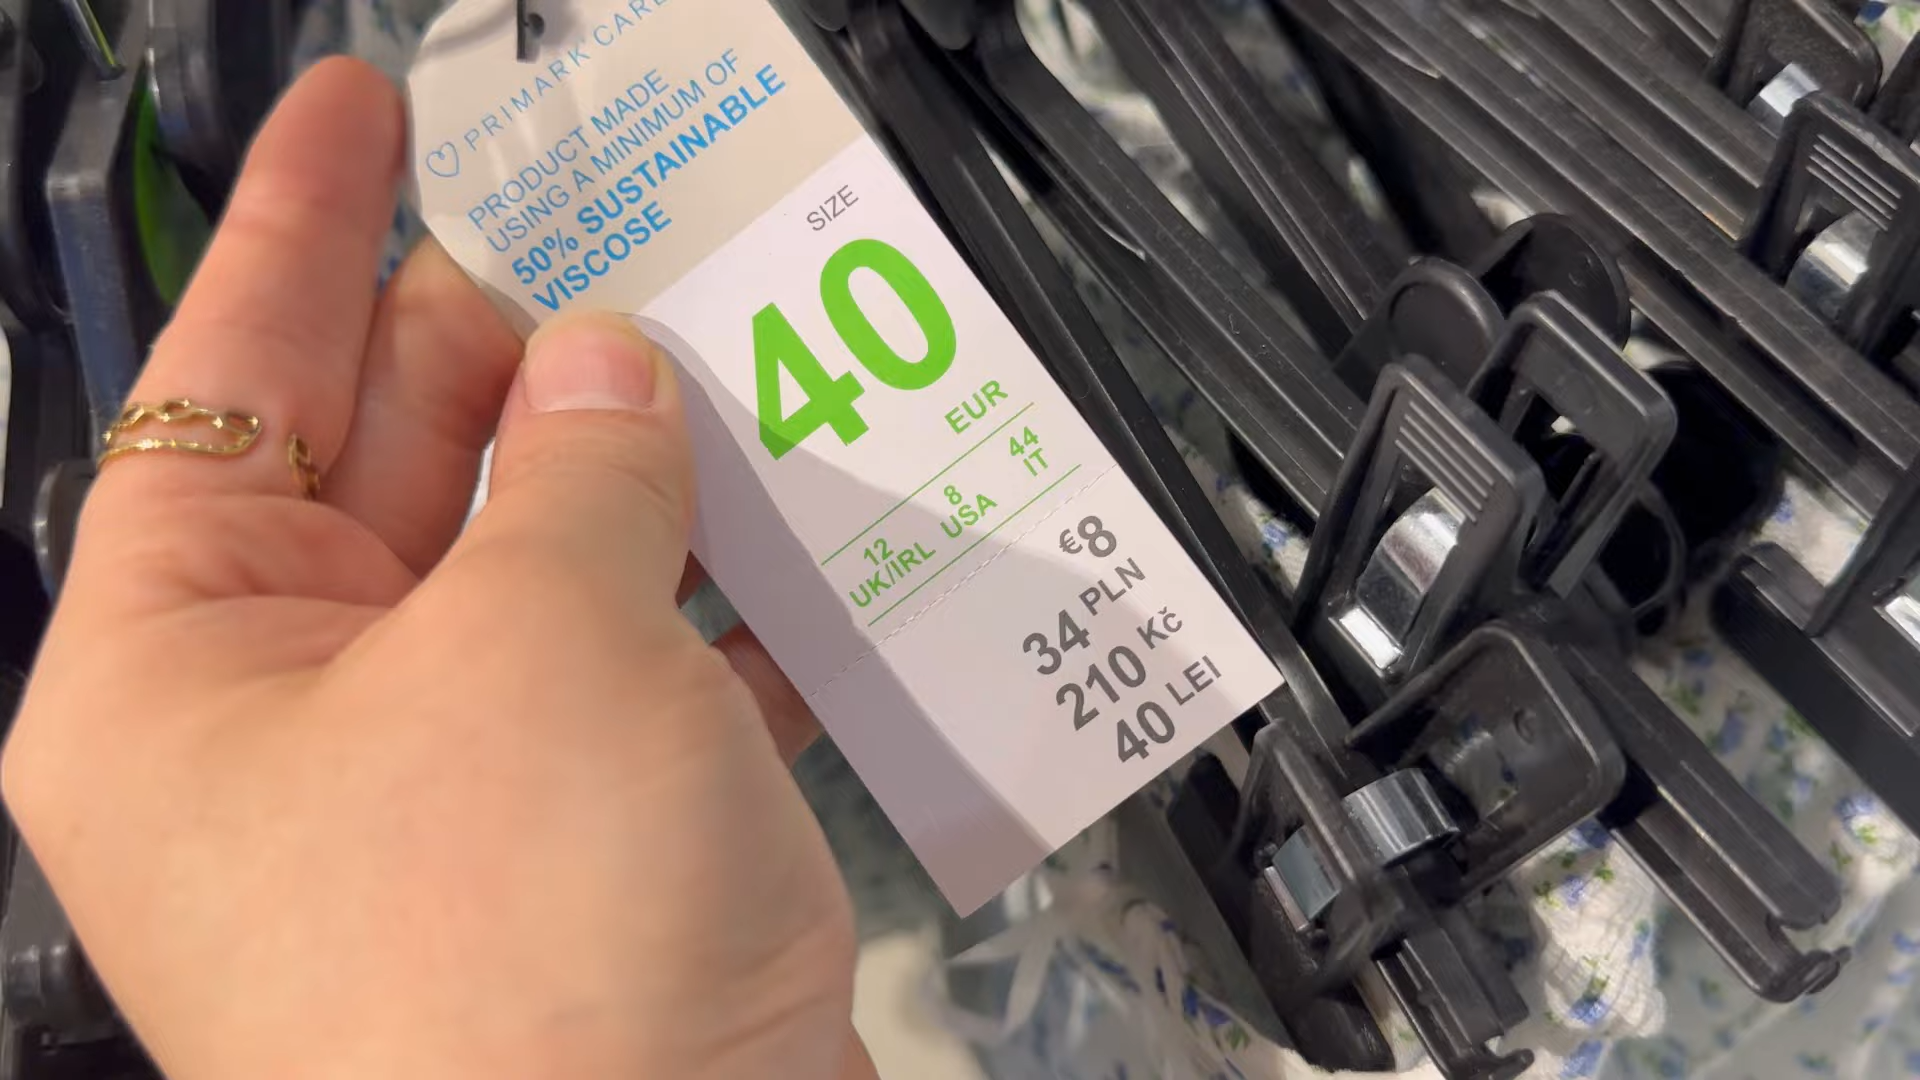 PRIMARK CARE
PRODUCT MADE
USING A MINIMUM OF
50% SUSTAINABLE
VISCOSE
SIZE
40
EUR
12 8 44
UK/IRL USA IT
€8
34 PLN
210 Kč
40 LEI